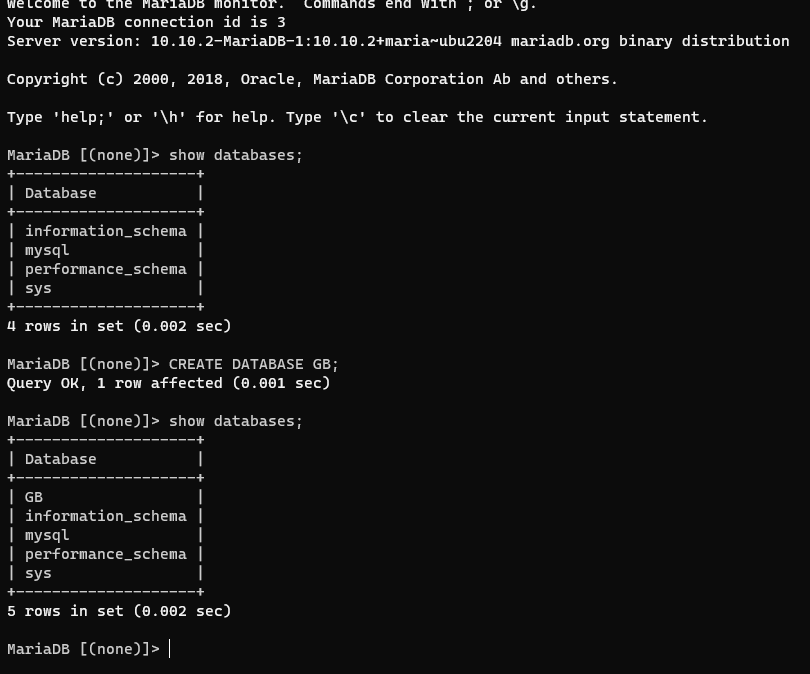 Welcome to the MariaDB monitor.  Commands end with ; or \g.
Your MariaDB connection id is 3
Server version: 10.10.2-MariaDB-1:10.10.2+maria~ubu2204 mariadb.org binary distribution

Copyright (c) 2000, 2018, Oracle, MariaDB Corporation Ab and others.

Type 'help;' or '\h' for help. Type '\c' to clear the current input statement.

MariaDB [(none)]> show databases;
+--------------------+
| Database           |
+--------------------+
| information_schema |
| mysql              |
| performance_schema |
| sys                |
+--------------------+
4 rows in set (0.002 sec)

MariaDB [(none)]> CREATE DATABASE GB;
Query OK, 1 row affected (0.001 sec)

MariaDB [(none)]> show databases;
+--------------------+
| Database           |
+--------------------+
| GB                 |
| information_schema |
| mysql              |
| performance_schema |
| sys                |
+--------------------+
5 rows in set (0.002 sec)

MariaDB [(none)]>